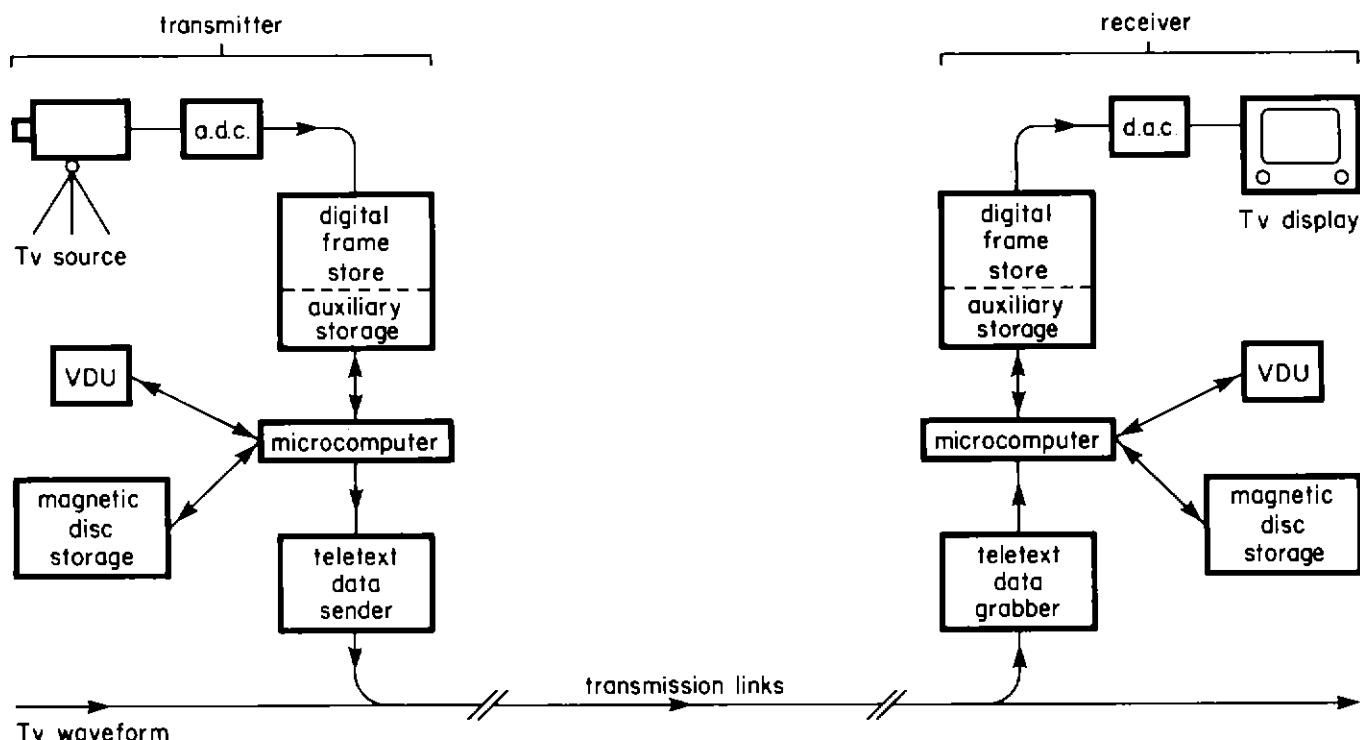 transmitter
receiver
a.d.c.
d.a.c.
digital
frame
store
auxiliary
storage
digital
frame
store
auxiliary
storage
Tv source
Tv display
VDU
VDU
microcomputer
microcomputer
magnetic
disc
storage
magnetic
disc
storage
teletext
data
sender
teletext
data
grabber
transmission links
Tv waveform